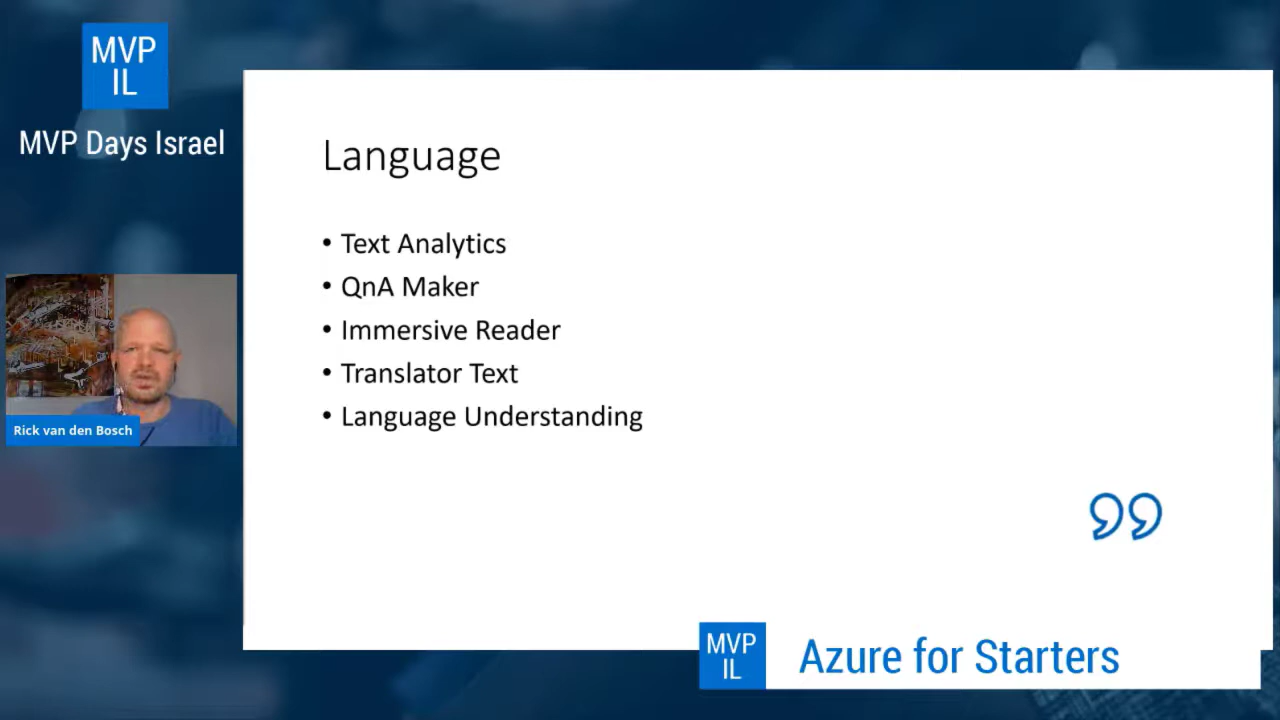 MVP
IL
MVP Days Israel
Language
• Text Analytics
• QnA Maker
• Immersive Reader
• Translator Text
• Language Understanding
Rick van den Bosch
MVP
IL
Azure for Starters